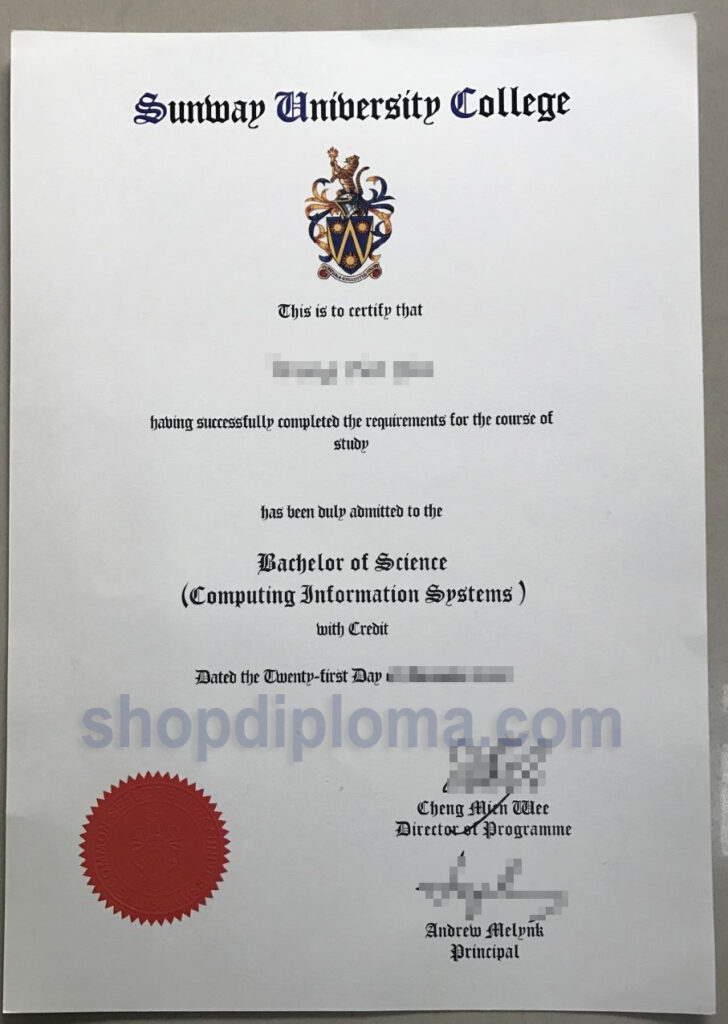 Sunway University College
This is to certify that
having successfully completed the requirements for the course of
study
has been duly admitted to the
Bachelor of Science
(Computing Information Systems )
with Credit
Dated the Twenty-first Day
shopdiploma.com
Cheng Mien Wee
Director of Programme
Andrew Melynk
Principal